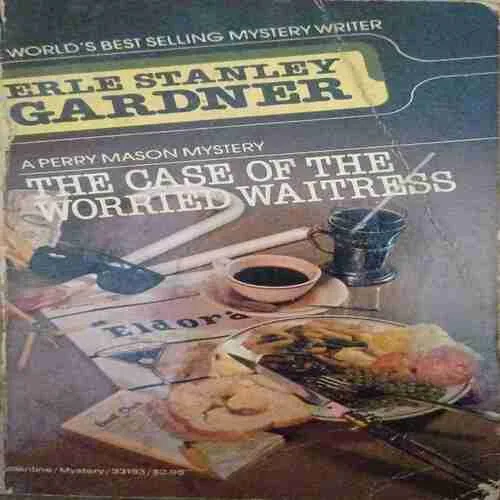 WORLD'S BEST SELLING MYSTERY WRITER
ERLE STANLEY
GARDNER
A PERRY MASON MYSTERY
THE CASE OF THE
WORRIED WAITRESS
Eldora
Mystery/33193/$2.95